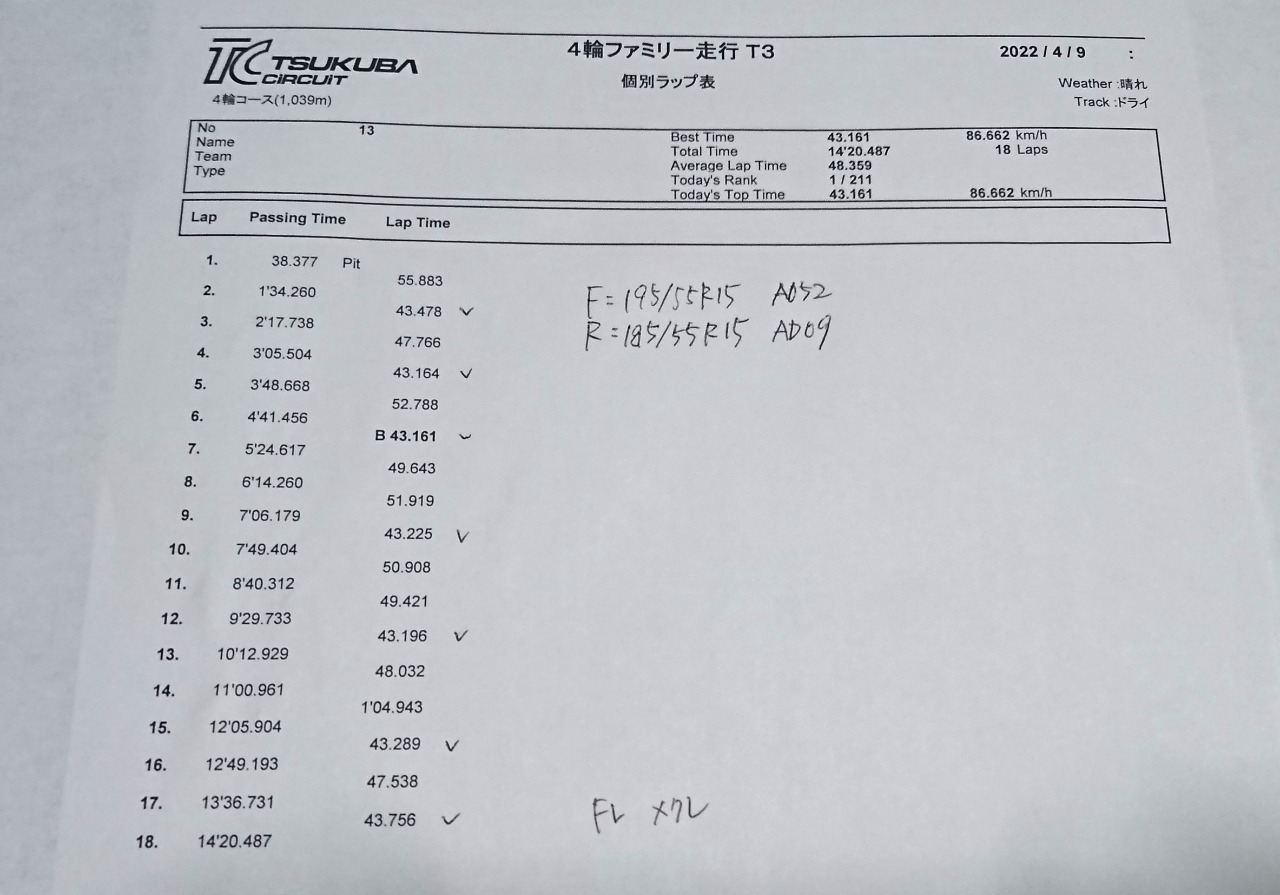 TC TSUKUBA CIRCUIT
4輪コース(1,039m)
4輪ファミリー走行 T3
個別ラップ表
2022 / 4 / 9 :
Weather :晴れ
Track :ドライ
No 13
Name
Team
Type
Best Time 43.161 86.662 km/h
Total Time 14'20.487 18 Laps
Average Lap Time 48.359
Today's Rank 1 / 211
Today's Top Time 43.161 86.662 km/h
Lap Passing Time Lap Time
1. 38.377 Pit
55.883
2. 1'34.260
43.478 ✓
3. 2'17.738
47.766
4. 3'05.504
43.164 ✓
5. 3'48.668
52.788
6. 4'41.456
B 43.161 ✓
7. 5'24.617
49.643
8. 6'14.260
51.919
9. 7'06.179
43.225 ✓
10. 7'49.404
50.908
11. 8'40.312
49.421
12. 9'29.733
43.196 ✓
13. 10'12.929
48.032
14. 11'00.961
1'04.943
15. 12'05.904
43.289 ✓
16. 12'49.193
47.538
17. 13'36.731
43.756 ✓
18. 14'20.487
F=195/55R15 A052
R=185/55R15 AD09
FL メクレ